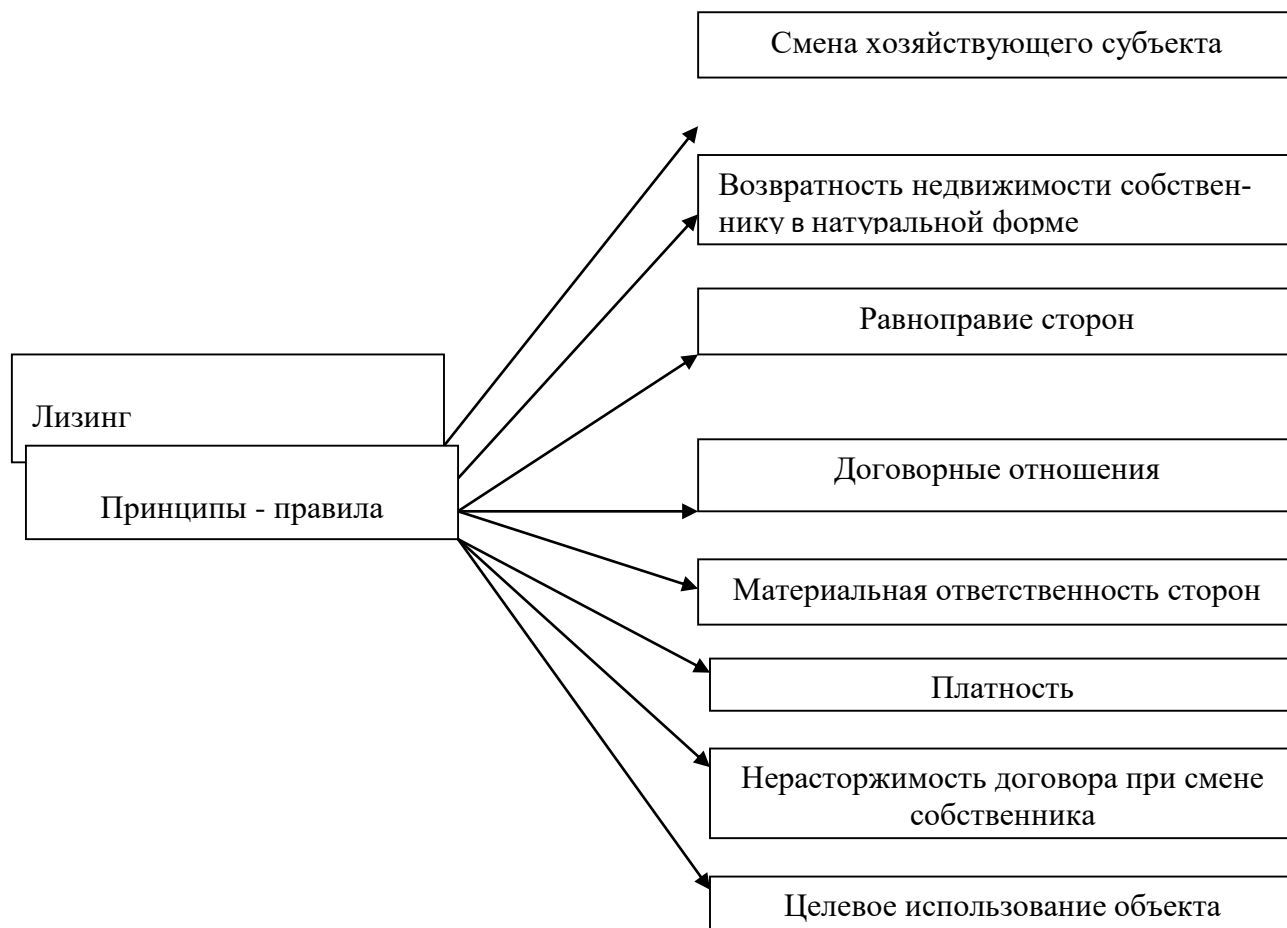 Смена хозяйствующего субъекта
Возвратность недвижимости собствен-
нику в натуральной форме
Равноправие сторон
Лизинг
Принципы - правила
Договорные отношения
Материальная ответственность сторон
Платность
Нерасторжимость договора при смене
собственника
Целевое использование объекта